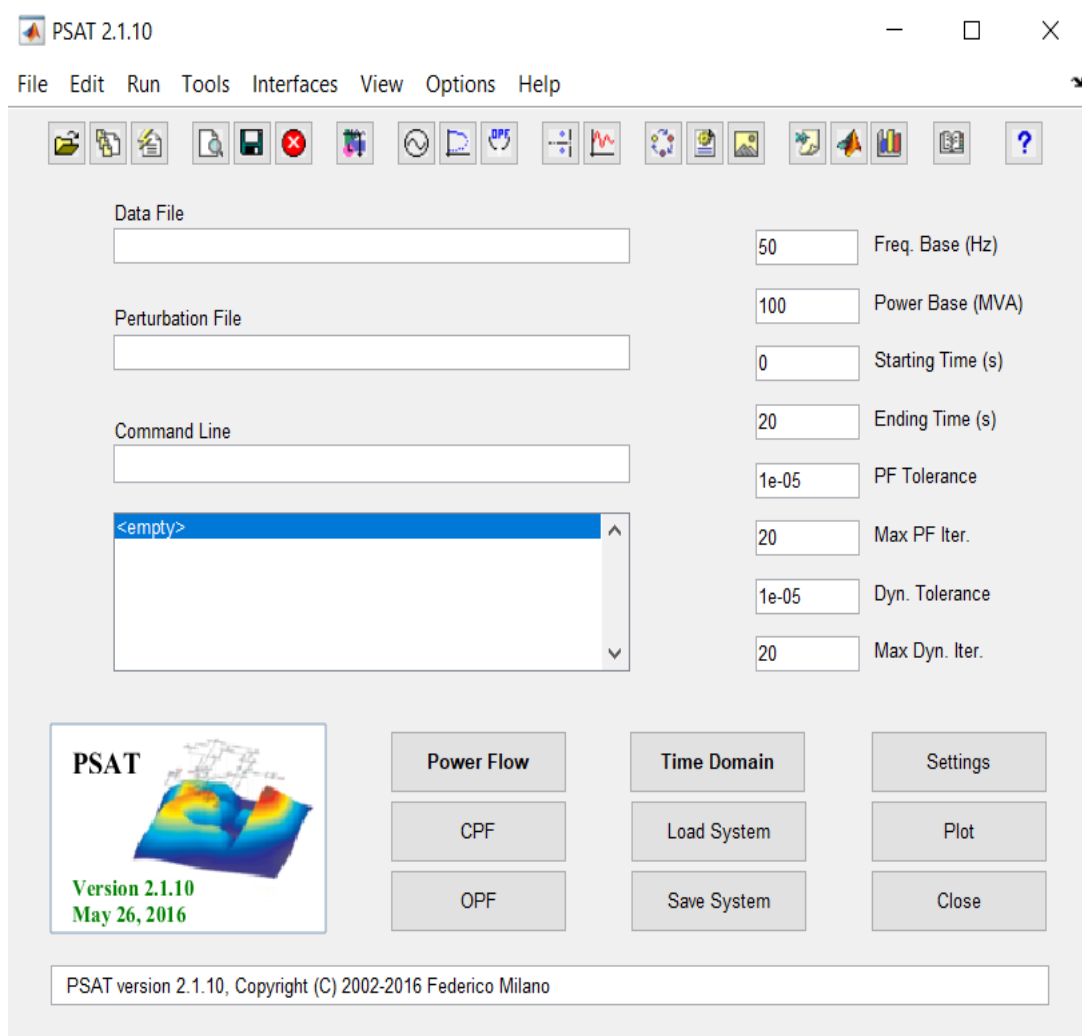 PSAT 2.1.10
File Edit Run Tools Interfaces View Options Help
OPF
?
Data File
50 Freq. Base (Hz)
100 Power Base (MVA)
Perturbation File
0 Starting Time (s)
20 Ending Time (s)
Command Line
1e-05 PF Tolerance
<empty>
20 Max PF Iter.
1e-05 Dyn. Tolerance
20 Max Dyn. Iter.
PSAT
Version 2.1.10
May 26, 2016
Power Flow Time Domain Settings
CPF Load System Plot
OPF Save System Close
PSAT version 2.1.10, Copyright (C) 2002-2016 Federico Milano